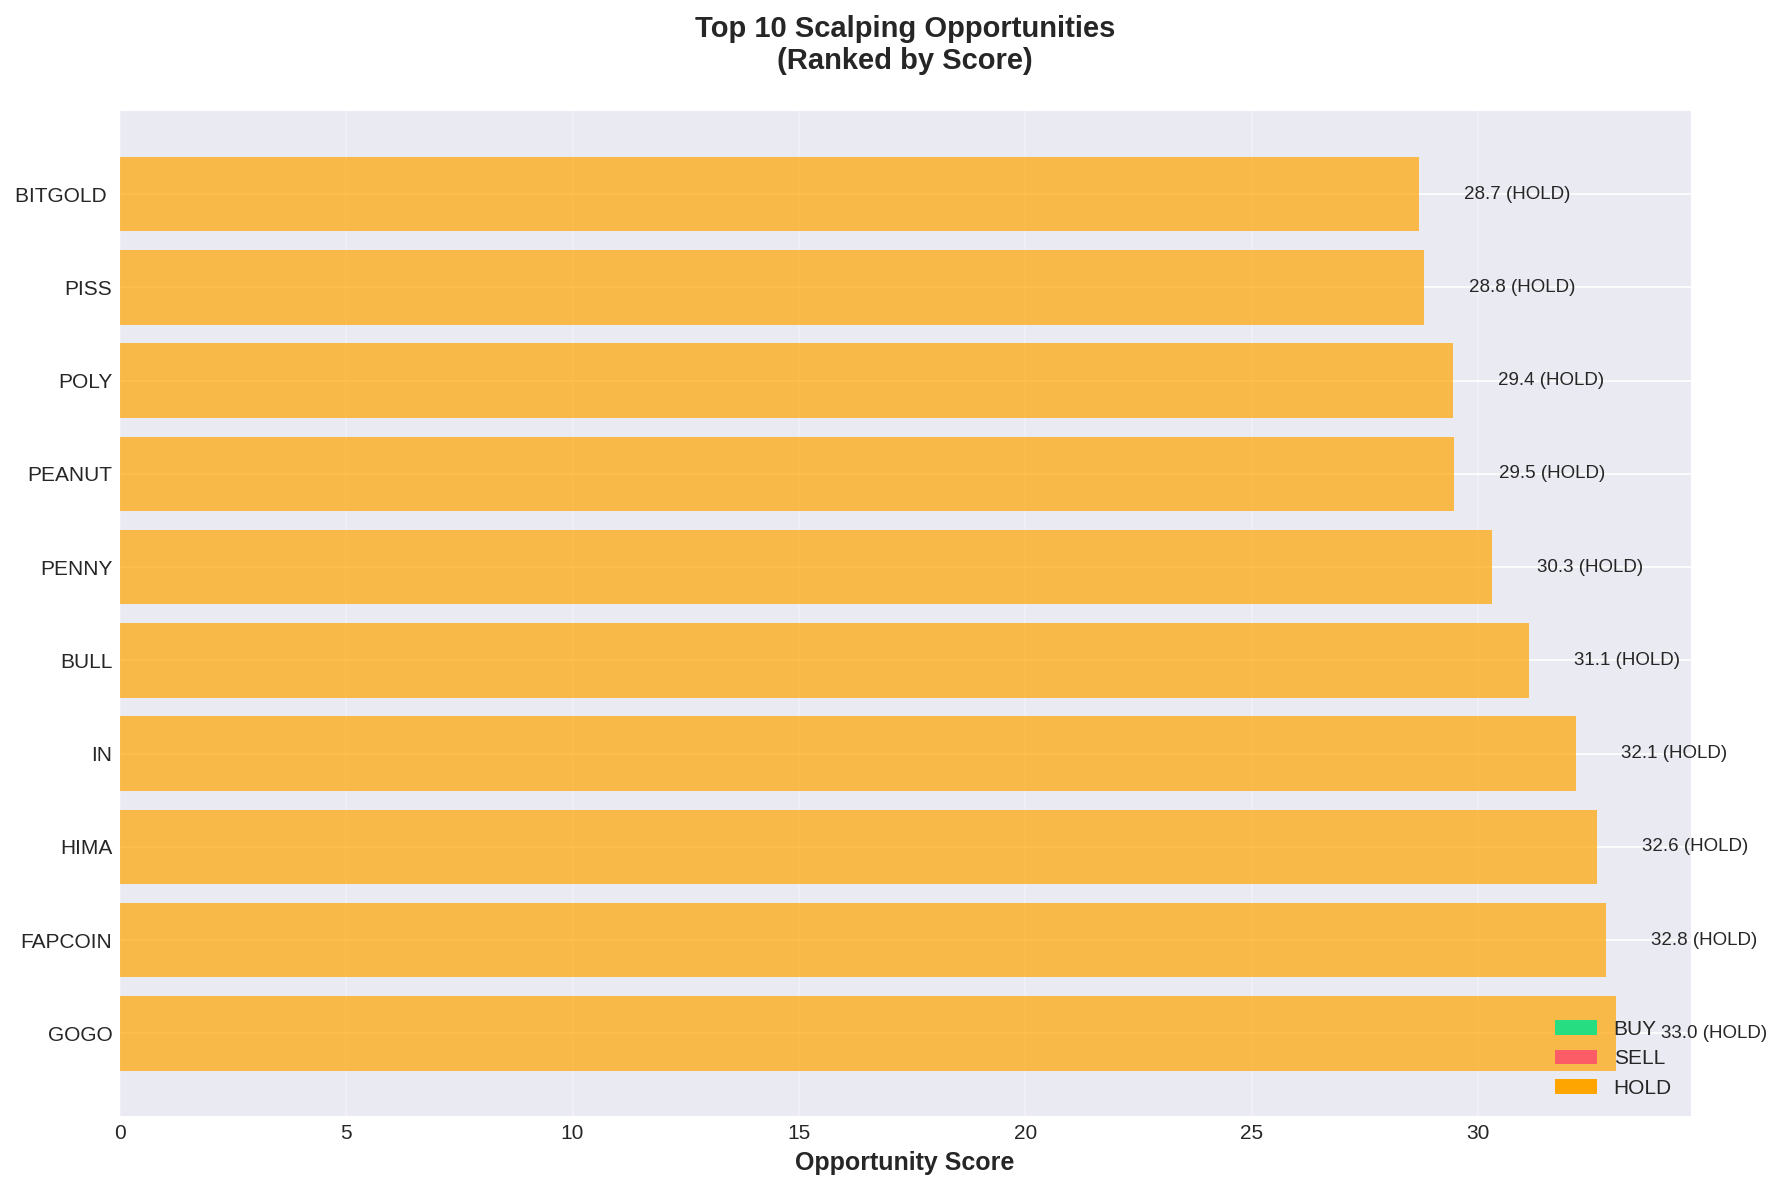 Top 10 Scalping Opportunities
(Ranked by Score)
BITGOLD 28.7 (HOLD)
PISS 28.8 (HOLD)
POLY 29.4 (HOLD)
PEANUT 29.5 (HOLD)
PENNY 30.3 (HOLD)
BULL 31.1 (HOLD)
IN 32.1 (HOLD)
HIMA 32.6 (HOLD)
FAPCOIN 32.8 (HOLD)
GOGO 33.0 (HOLD)
BUY
SELL
HOLD
0 5 10 15 20 25 30
Opportunity Score